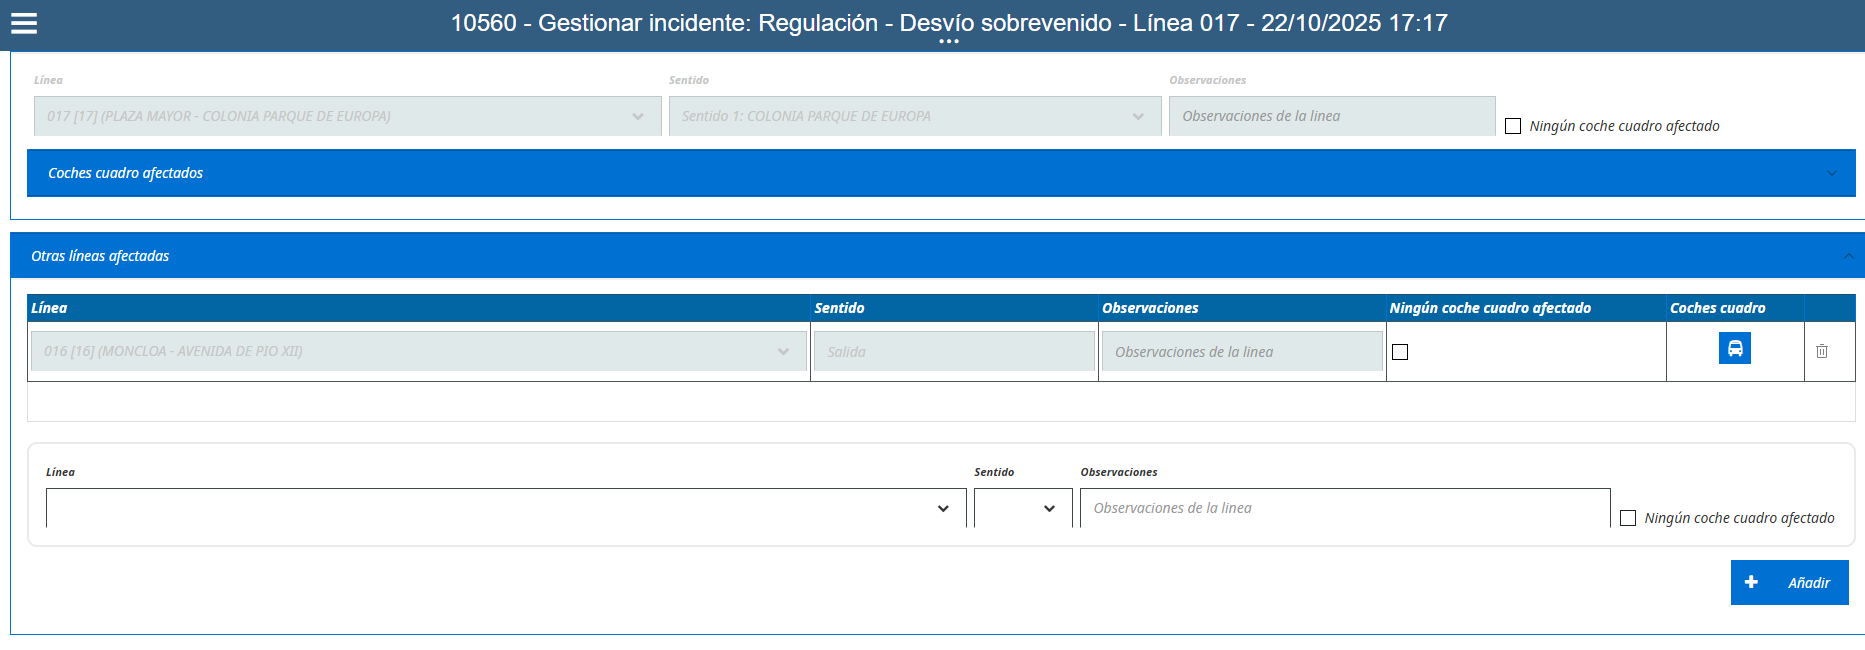 10560 - Gestionar incidente: Regulación - Desvío sobrevenido - Línea 017 - 22/10/2025 17:17
Línea Sentido Observaciones
017 [17] (PLAZA MAYOR - COLONIA PARQUE DE EUROPA) Sentido 1: COLONIA PARQUE DE EUROPA Observaciones de la linea Ningún coche cuadro afectado
Coches cuadro afectados
Otras líneas afectadas
Línea Sentido Observaciones Ningún coche cuadro afectado Coches cuadro
016 [16] (MONCLOA - AVENIDA DE PIO XII) Salida Observaciones de la linea
Línea Sentido Observaciones
Observaciones de la linea Ningún coche cuadro afectado
Añadir